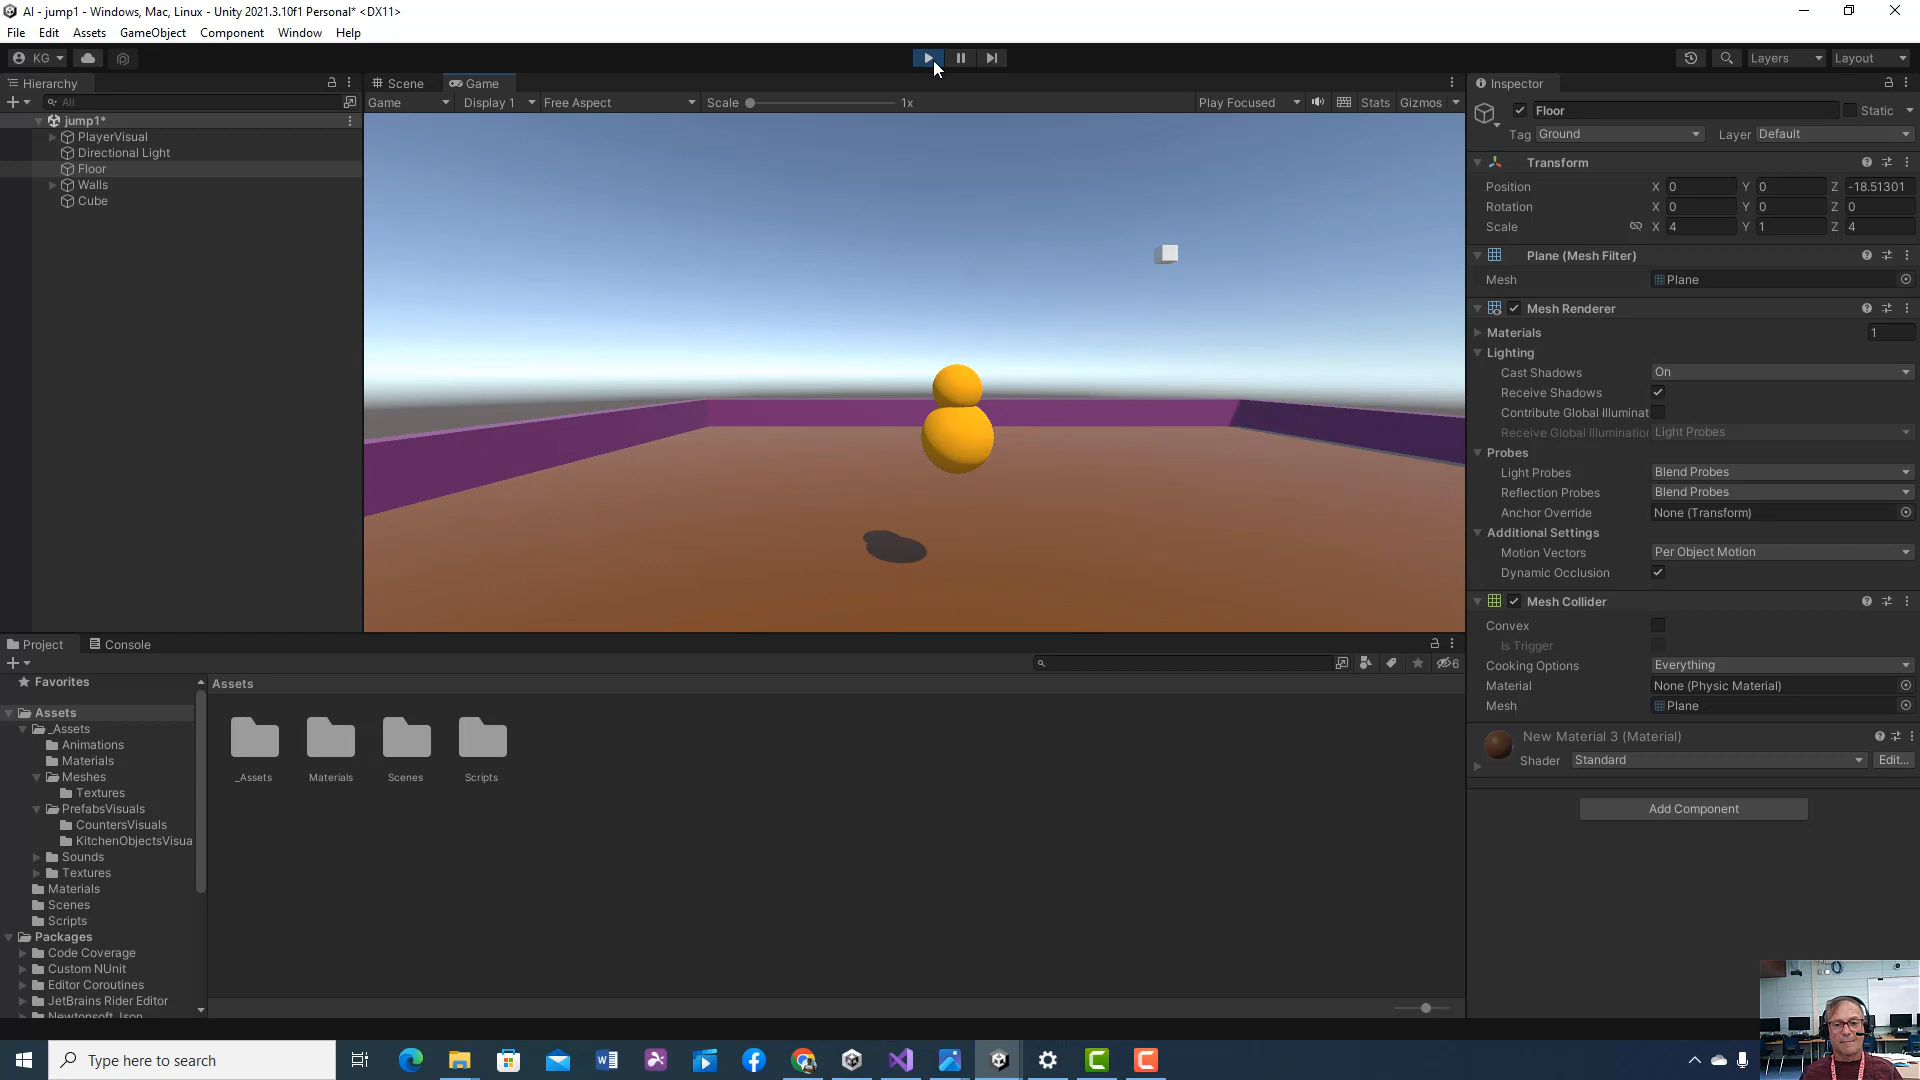 AI - jump1 - Windows, Mac, Linux - Unity 2021.3.10f1 Personal* <DX11>
File Edit Assets GameObject Component Window Help
KG
Layers Layout
Hierarchy
All
jump1*
PlayerVisual
Directional Light
Floor
Walls
Cube
Scene Game
Game Display 1 Free Aspect Scale 1x Play Focused Stats Gizmos
Inspector
Floor Static
Tag Ground Layer Default
Transform
Position X 0 Y 0 Z -18.51301
Rotation X 0 Y 0 Z 0
Scale X 4 Y 1 Z 4
Plane (Mesh Filter)
Mesh Plane
Mesh Renderer
Materials 1
Lighting
Cast Shadows On
Receive Shadows
Contribute Global Illuminat
Receive Global Illumination Light Probes
Probes
Light Probes Blend Probes
Reflection Probes Blend Probes
Anchor Override None (Transform)
Additional Settings
Motion Vectors Per Object Motion
Dynamic Occlusion
Mesh Collider
Convex
Is Trigger
Cooking Options Everything
Material None (Physic Material)
Mesh Plane
New Material 3 (Material)
Shader Standard Edit...
Add Component
Project Console
6
Favorites
Assets
_Assets
Animations
Materials
Meshes
Textures
PrefabsVisuals
CountersVisuals
KitchenObjectsVisua
Sounds
Textures
Materials
Scenes
Scripts
Packages
Code Coverage
Custom NUnit
Editor Coroutines
JetBrains Rider Editor
Newtonsoft Json
Assets
_Assets Materials Scenes Scripts
Type here to search